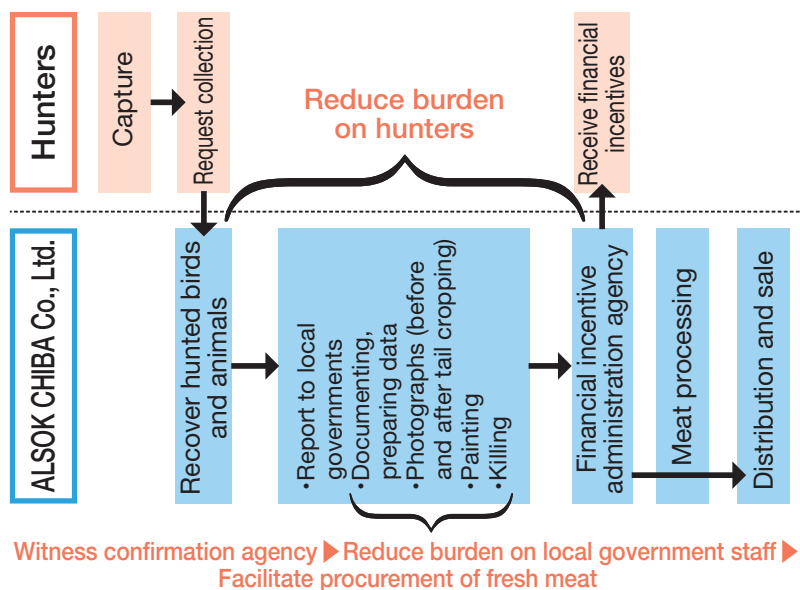 Hunters
Capture
Request collection
Reduce burden
on hunters
Receive financial
incentives
ALSOK CHIBA Co., Ltd.
Recover hunted birds
and animals
・Report to local
governments
・Documenting,
preparing data
・Photographs (before
and after tail cropping)
・Painting
・Killing
Financial incentive
administration agency
Meat processing
Distribution and sale
Witness confirmation agency ▶ Reduce burden on local government staff ▶
Facilitate procurement of fresh meat